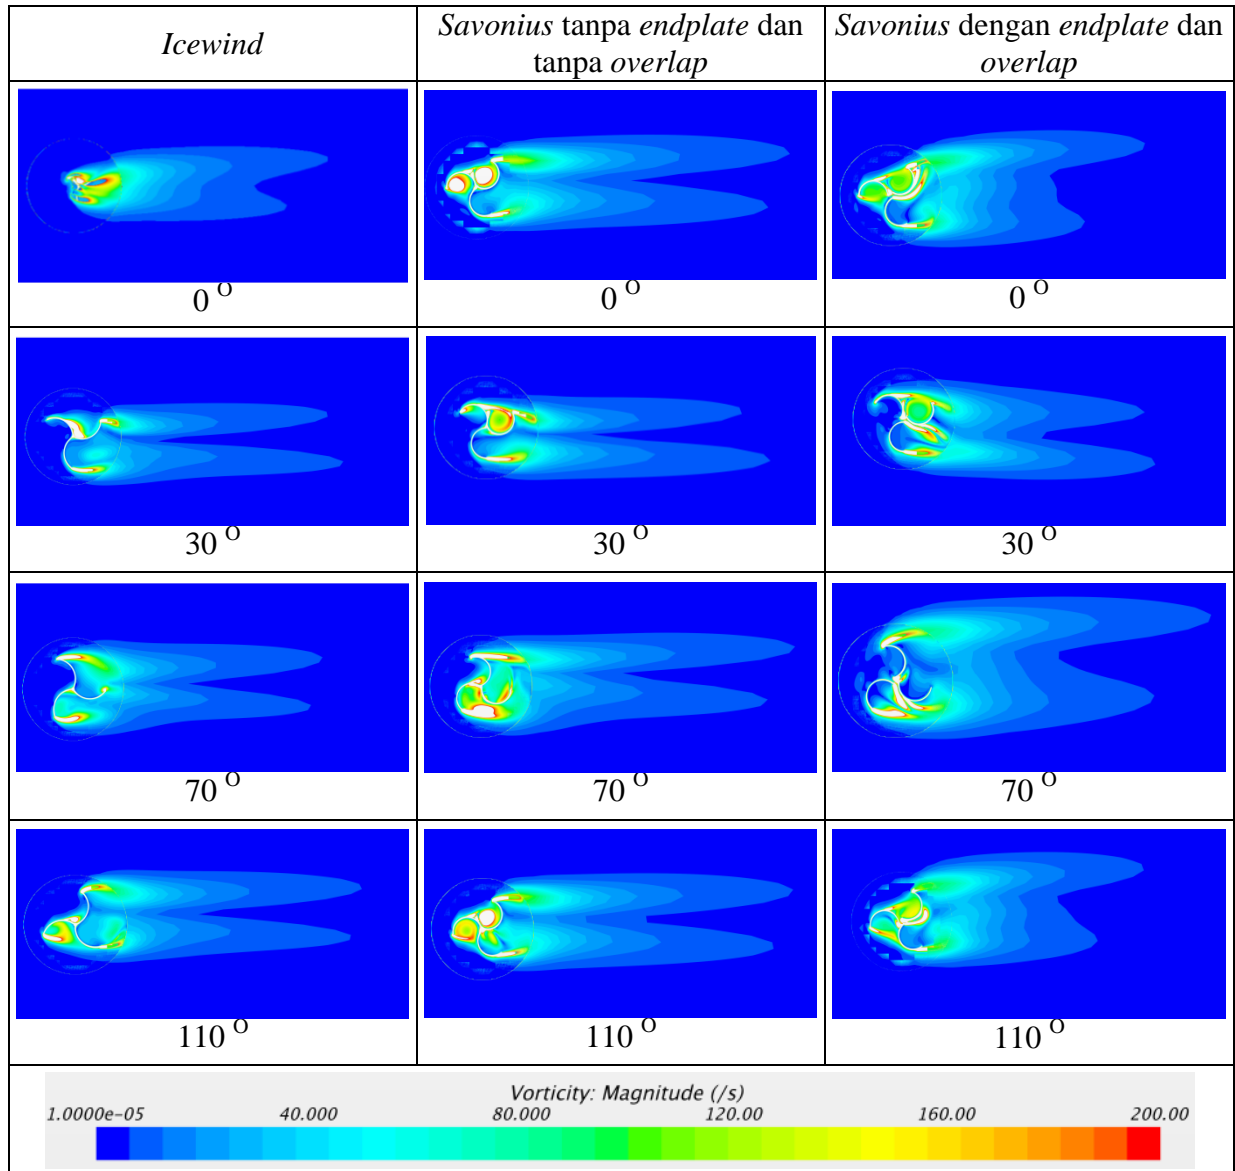 Icewind
Savonius tanpa endplate dan
tanpa overlap
Savonius dengan endplate dan
overlap
0 O
0 O
0 O
30 O
30 O
30 O
70 O
70 O
70 O
110 O
110 O
110 O
Vorticity: Magnitude (/s)
1.0000e-05 40.000 80.000 120.00 160.00 200.00